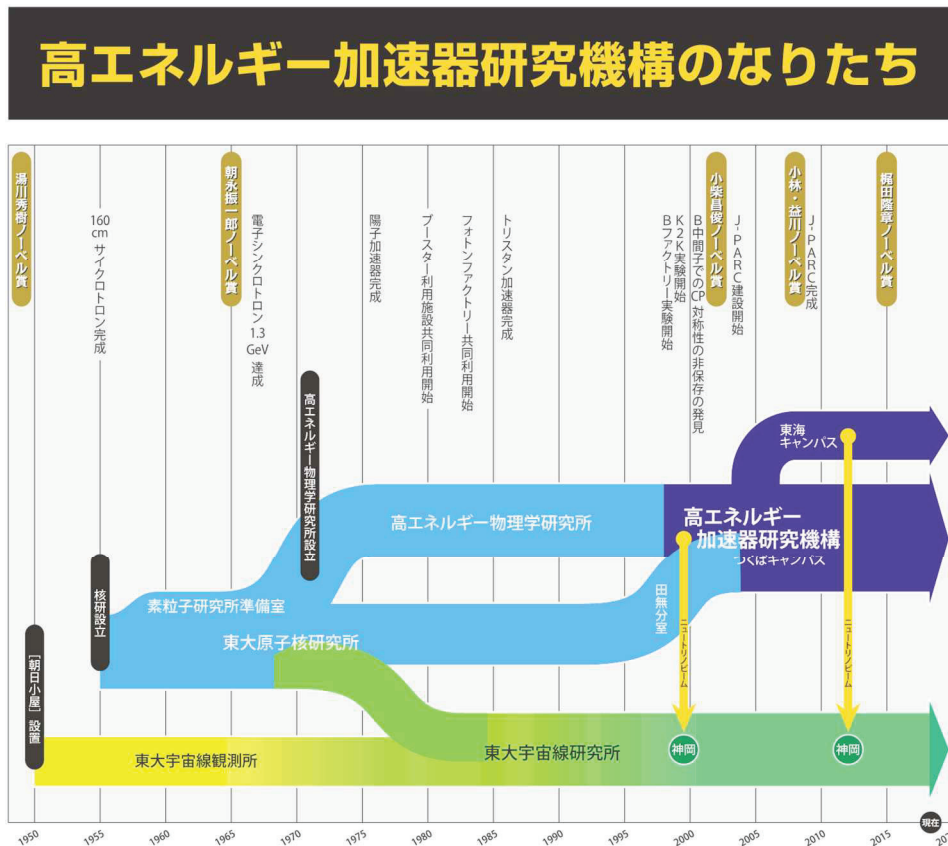 高エネルギー加速器研究機構のなりたち
湯川秀樹ノーベル賞
160cm サイクロトロン完成
朝永振一郎ノーベル賞
電子シンクロトロン 1.3 GeV 達成
陽子加速器完成
ブースター利用施設共同利用開始
フォトンファクトリー共同利用開始
トリスタン加速器完成
Bファクトリー実験開始
K2K実験開始
B中間子でのCP 対称性の非保存の発見
小柴昌俊ノーベル賞
J-PARC建設開始
小林・益川ノーベル賞
J-PARC完成
梶田隆章ノーベル賞
高エネルギー物理学研究所設立
東海
キャンパス
高エネルギー物理学研究所
高エネルギー
加速器研究機構
つくばキャンパス
核研設立
素粒子研究所準備室
東大原子核研究所
田無分室
ニュートリノビーム
ニュートリノビーム
［朝日小屋］設置
東大宇宙線観測所
東大宇宙線研究所
神岡
神岡
1950
1955
1960
1965
1970
1975
1980
1985
1990
1995
2000
2005
2010
2015
現在